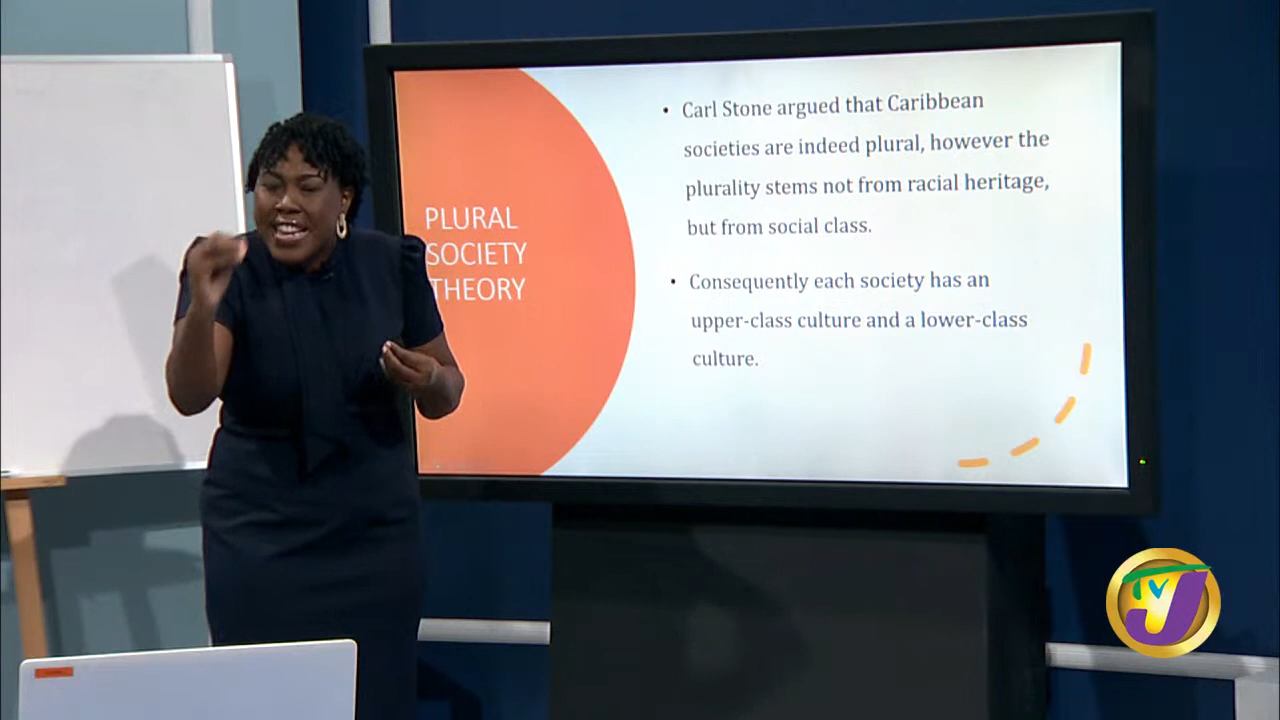 PLURAL
SOCIETY
THEORY
• Carl Stone argued that Caribbean
societies are indeed plural, however the
plurality stems not from racial heritage,
but from social class.
• Consequently each society has an
upper-class culture and a lower-class
culture.
TVJ